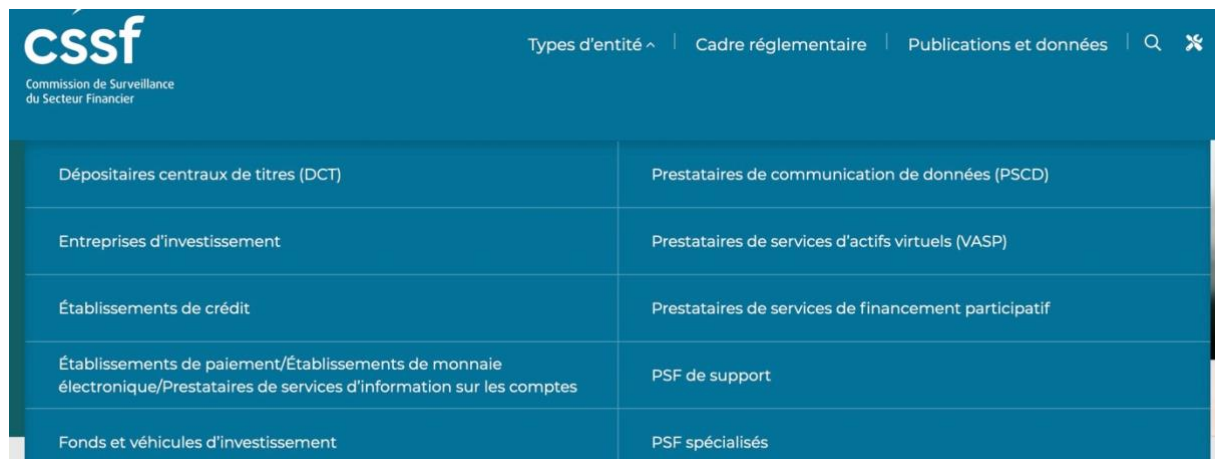 cssf
Commission de Surveillance
du Secteur Financier
Types d'entité
Cadre réglementaire
Publications et données
Dépositaires centraux de titres (DCT)
Prestataires de communication de données (PSCD)
Entreprises d'investissement
Prestataires de services d'actifs virtuels (VASP)
Établissements de crédit
Prestataires de services de financement participatif
Établissements de paiement/Établissements de monnaie
électronique/Prestataires de services d'information sur les comptes
PSF de support
Fonds et véhicules d'investissement
PSF spécialisés